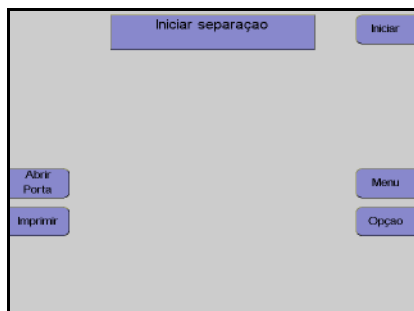 Iniciar separaçao
Iniciar
Abrir
Porta
Menu
Imprimir
Opçao